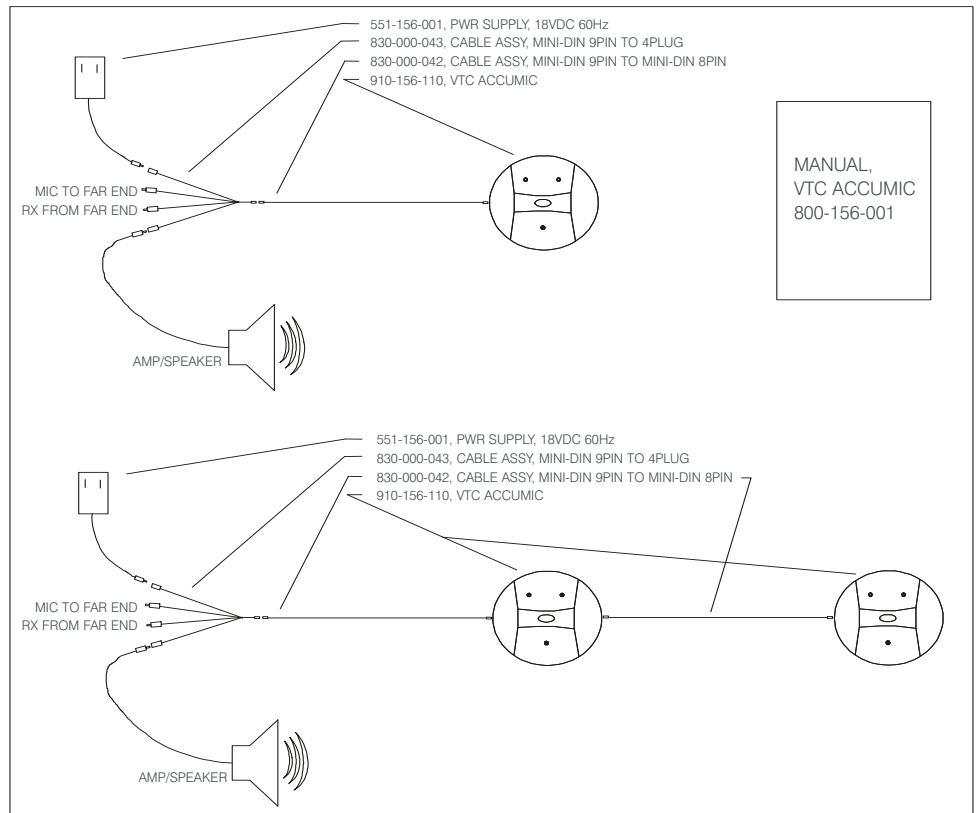 551-156-001, PWR SUPPLY, 18VDC 60Hz
830-000-043, CABLE ASSY, MINI-DIN 9PIN TO 4PLUG
830-000-042, CABLE ASSY, MINI-DIN 9PIN TO MINI-DIN 8PIN
910-156-110, VTC ACCUMIC
MANUAL,
VTC ACCUMIC
800-156-001
MIC TO FAR END
RX FROM FAR END
AMP/SPEAKER
551-156-001, PWR SUPPLY, 18VDC 60Hz
830-000-043, CABLE ASSY, MINI-DIN 9PIN TO 4PLUG
830-000-042, CABLE ASSY, MINI-DIN 9PIN TO MINI-DIN 8PIN
910-156-110, VTC ACCUMIC
MIC TO FAR END
RX FROM FAR END
AMP/SPEAKER